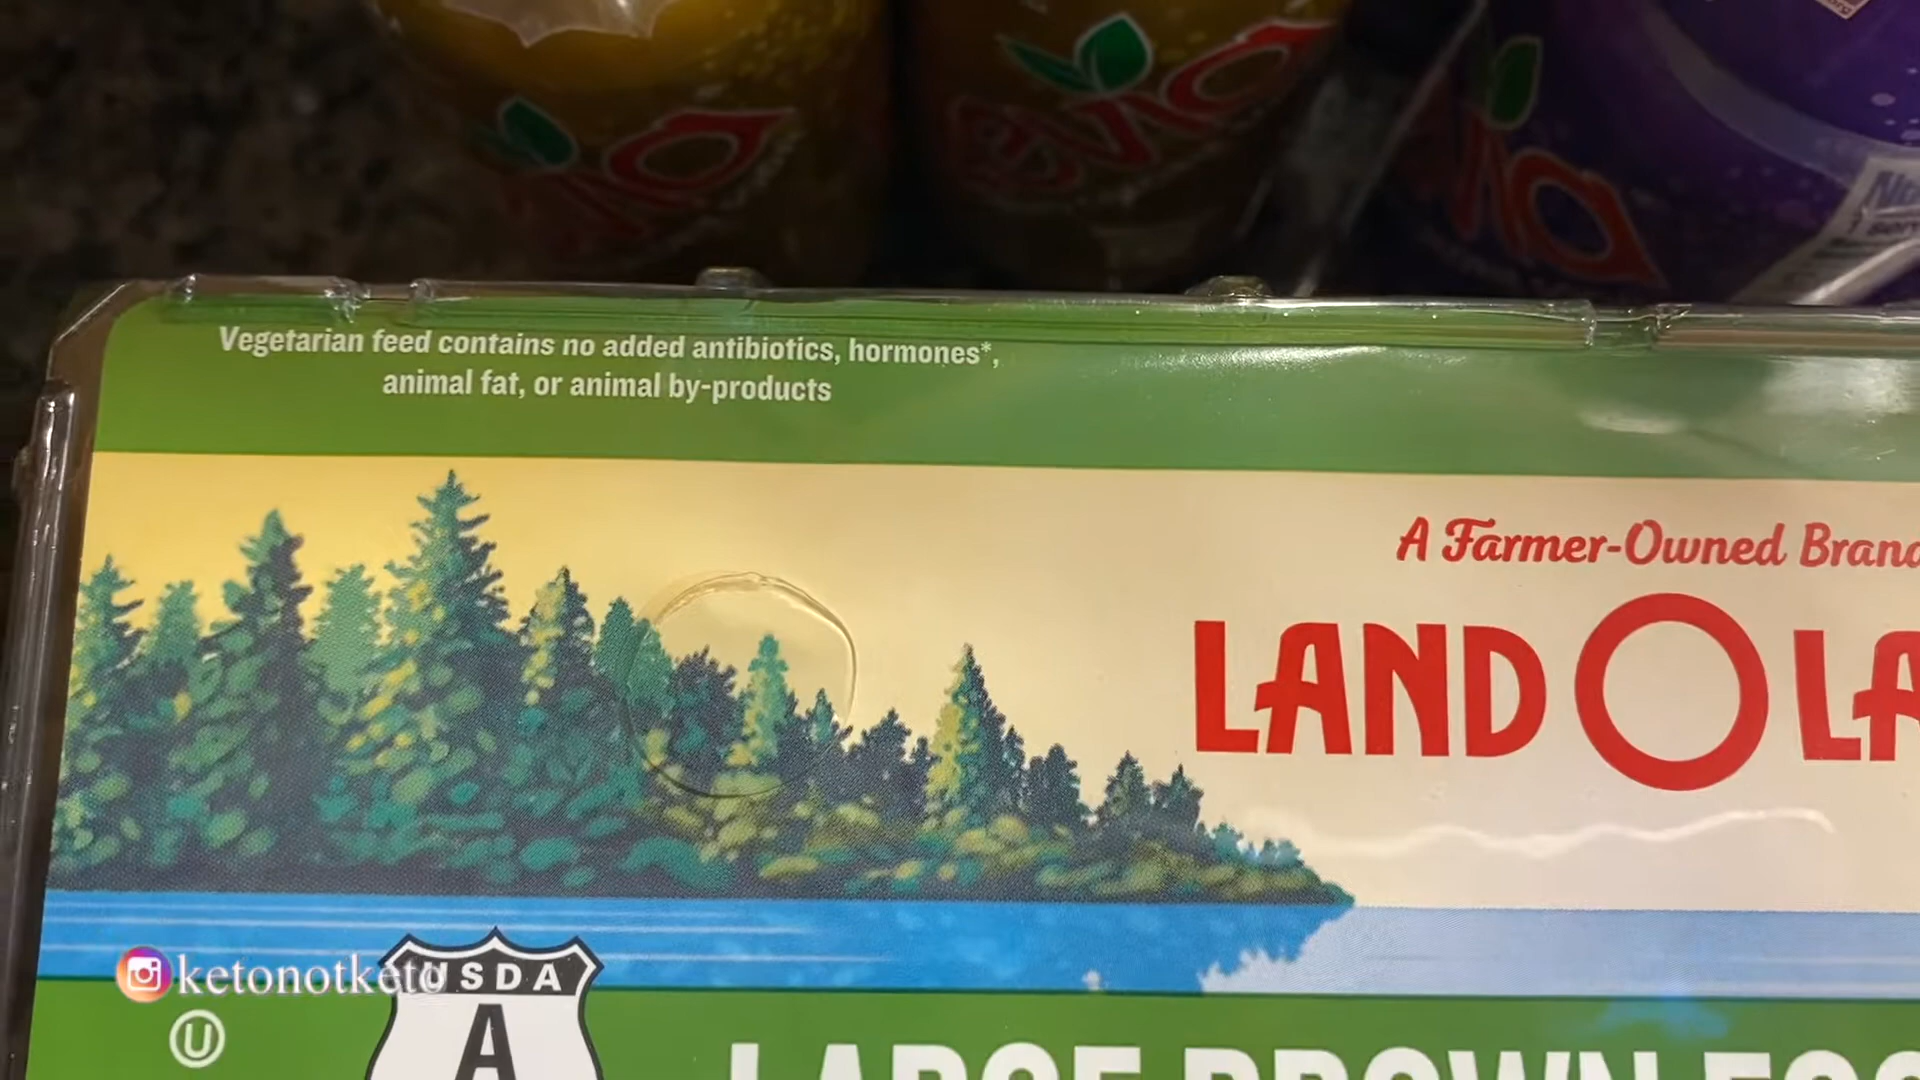 Vegetarian feed contains no added antibiotics, hormones*,
animal fat, or animal by-products
A Farmer-Owned Brand
LAND O LA
ketonotketo
USDA
A
U
LARGE BROWN EGG